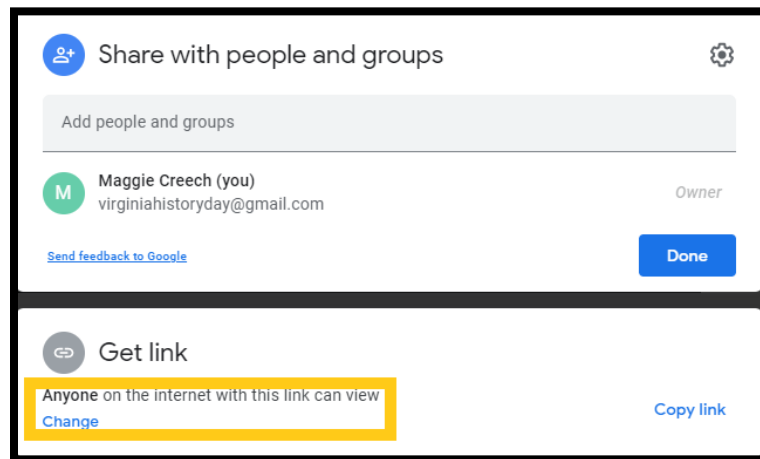 Share with people and groups
Add people and groups
M
Maggie Creech (you)
virginiahistoryday@gmail.com
Owner
Send feedback to Google
Done
Get link
Anyone on the internet with this link can view
Change
Copy link